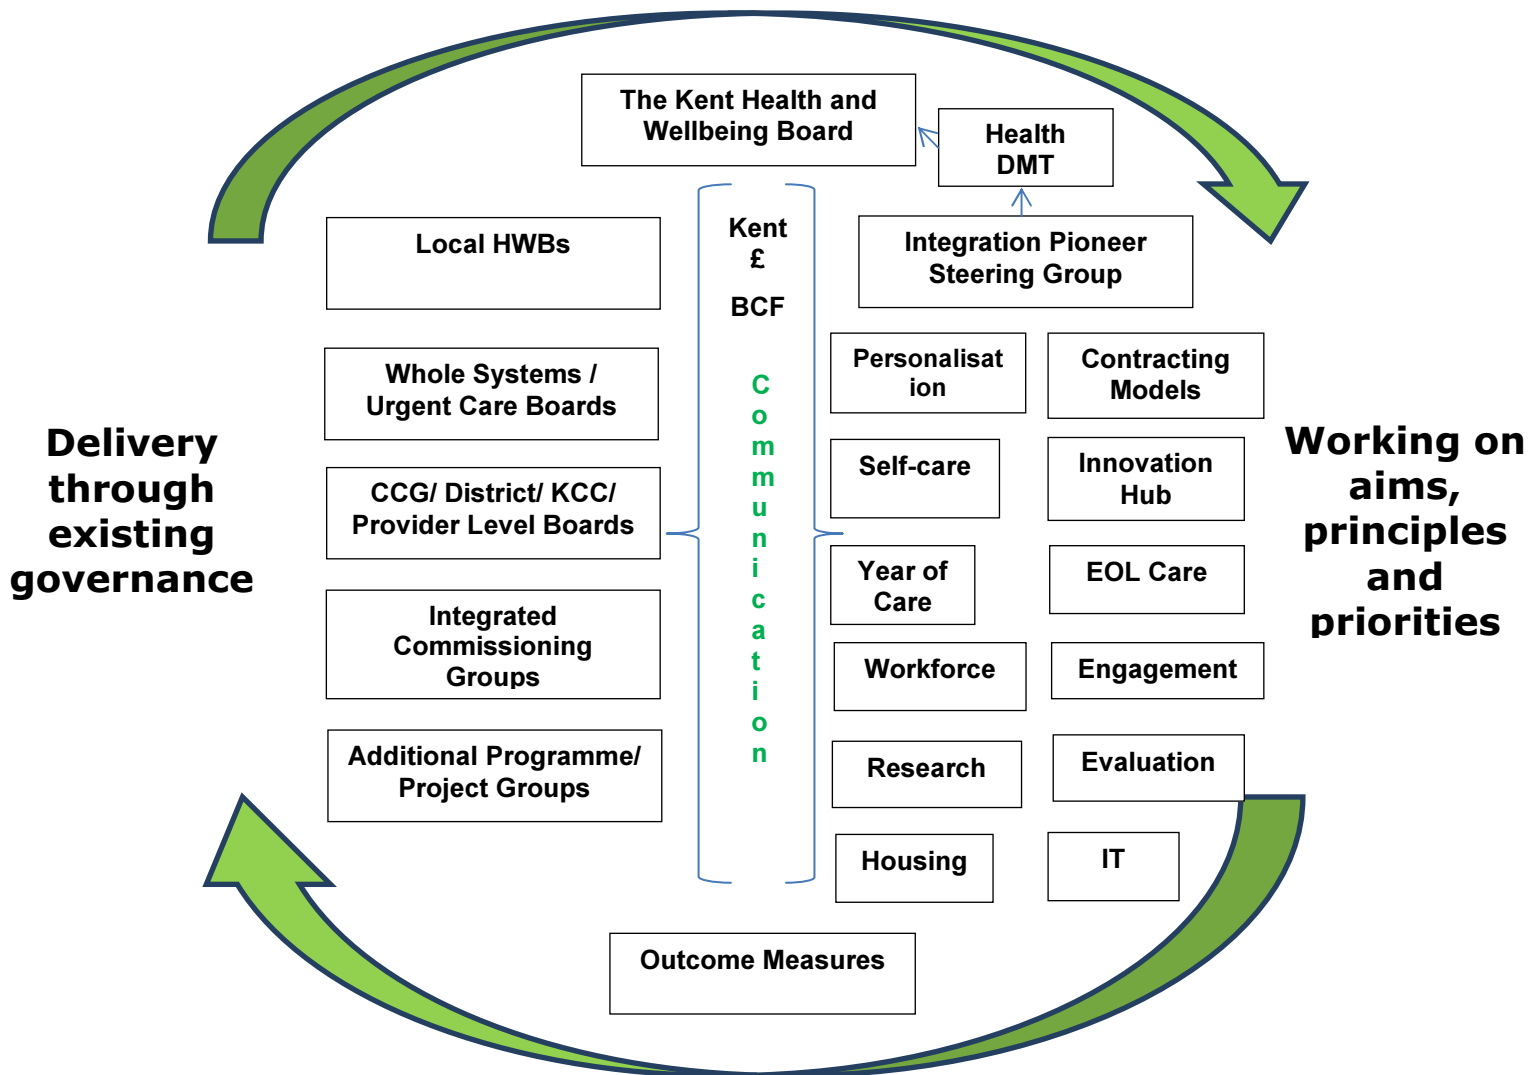 The Kent Health and
Wellbeing Board
Health
DMT
Integration Pioneer
Steering Group
Delivery
through
existing
governance
Local HWBs
Whole Systems /
Urgent Care Boards
CCG/ District/ KCC/
Provider Level Boards
Integrated
Commissioning
Groups
Additional Programme/
Project Groups
Kent
£
BCF
C
o
m
m
u
n
i
c
a
t
i
o
n
Personalisat
ion
Contracting
Models
Self-care
Innovation
Hub
Year of
Care
EOL Care
Workforce
Engagement
Research
Evaluation
Housing
IT
Working on
aims,
principles
and
priorities
Outcome Measures